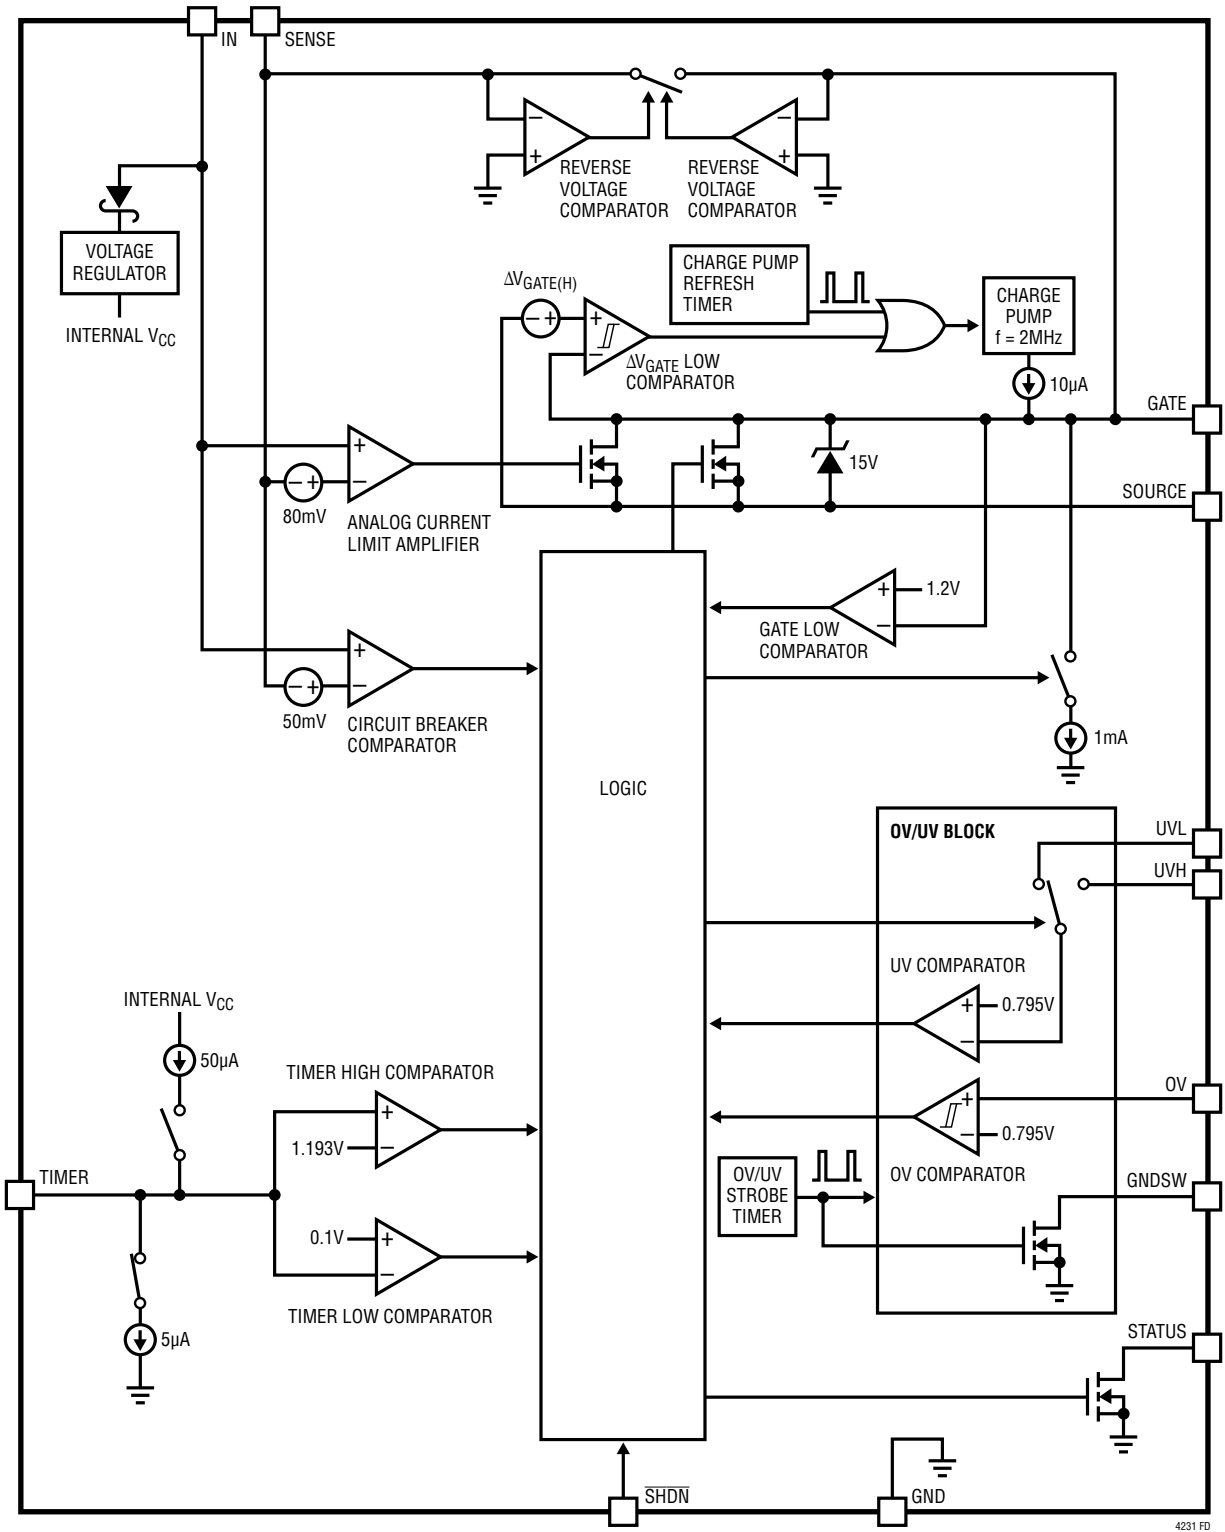 IN
SENSE
REVERSE
VOLTAGE
COMPARATOR
REVERSE
VOLTAGE
COMPARATOR
VOLTAGE
REGULATOR
INTERNAL VCC
ΔVGATE(H)
CHARGE PUMP
REFRESH
TIMER
CHARGE
PUMP
f = 2MHz
ΔVGATE LOW
COMPARATOR
10µA
GATE
15V
SOURCE
80mV
ANALOG CURRENT
LIMIT AMPLIFIER
1.2V
GATE LOW
COMPARATOR
50mV
CIRCUIT BREAKER
COMPARATOR
1mA
LOGIC
OV/UV BLOCK
UVL
UVH
UV COMPARATOR
0.795V
INTERNAL VCC
50µA
TIMER HIGH COMPARATOR
1.193V
OV
0.795V
OV COMPARATOR
TIMER
OV/UV
STROBE
TIMER
GNDSW
0.1V
TIMER LOW COMPARATOR
5µA
STATUS
SHDN
GND
4231 FD